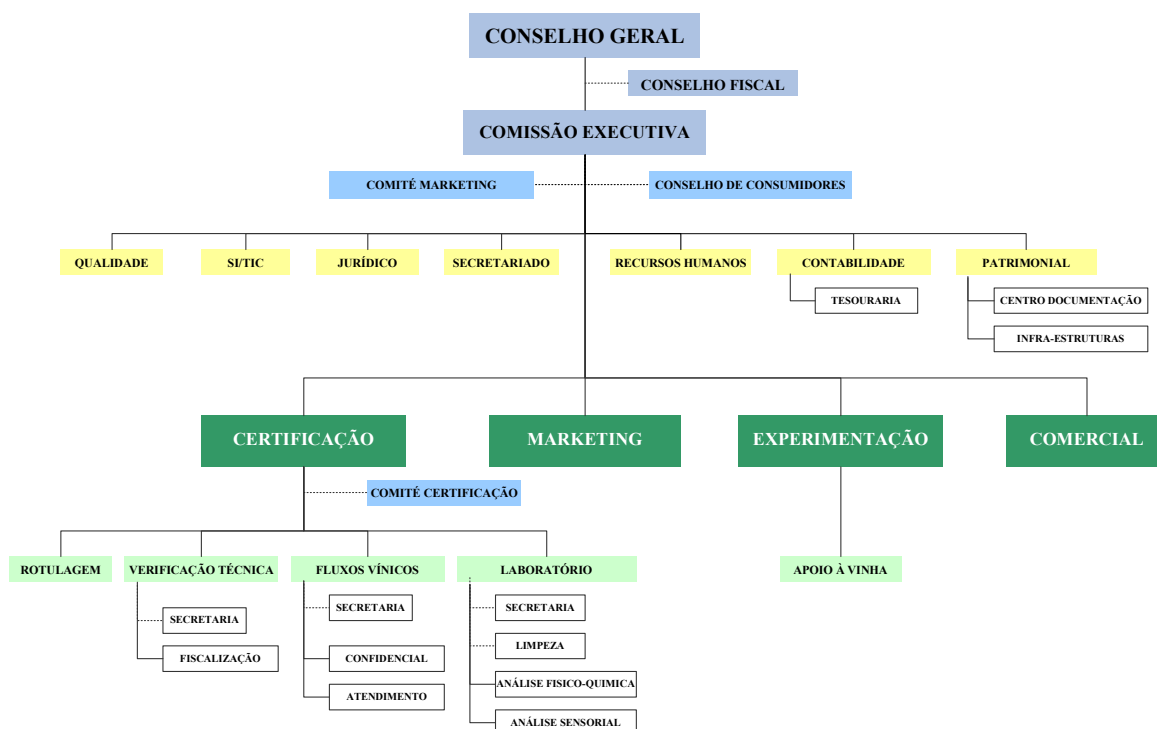 CONSELHO GERAL
CONSELHO FISCAL
COMISSÃO EXECUTIVA
COMITÉ MARKETING
CONSELHO DE CONSUMIDORES
QUALIDADE
SI/TIC
JURÍDICO
SECRETARIADO
RECURSOS HUMANOS
CONTABILIDADE
PATRIMONIAL
TESOURARIA
CENTRO DOCUMENTAÇÃO
INFRA-ESTRUTURAS
CERTIFICAÇÃO
MARKETING
EXPERIMENTAÇÃO
COMERCIAL
COMITÉ CERTIFICAÇÃO
ROTULAGEM
VERIFICAÇÃO TÉCNICA
FLUXOS VÍNICOS
LABORATÓRIO
APOIO À VINHA
SECRETARIA
FISCALIZAÇÃO
SECRETARIA
CONFIDENCIAL
ATENDIMENTO
SECRETARIA
LIMPEZA
ANÁLISE FISICO-QUIMICA
ANÁLISE SENSORIAL